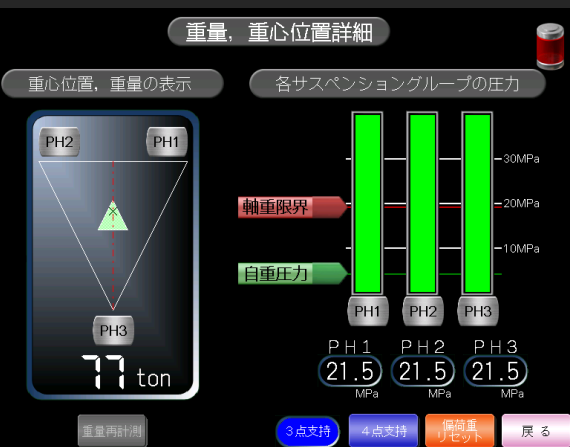 重量，重心位置詳細
重心位置，重量の表示
各サスペンショングループの圧力
PH2
PH1
PH3
77 ton
30MPa
20MPa
10MPa
軸重限界
自重圧力
PH1
PH2
PH3
PH1
PH2
PH3
21.5
21.5
21.5
MPa
MPa
MPa
重量再計測
3点支持
4点支持
偏荷重
リセット
戻る